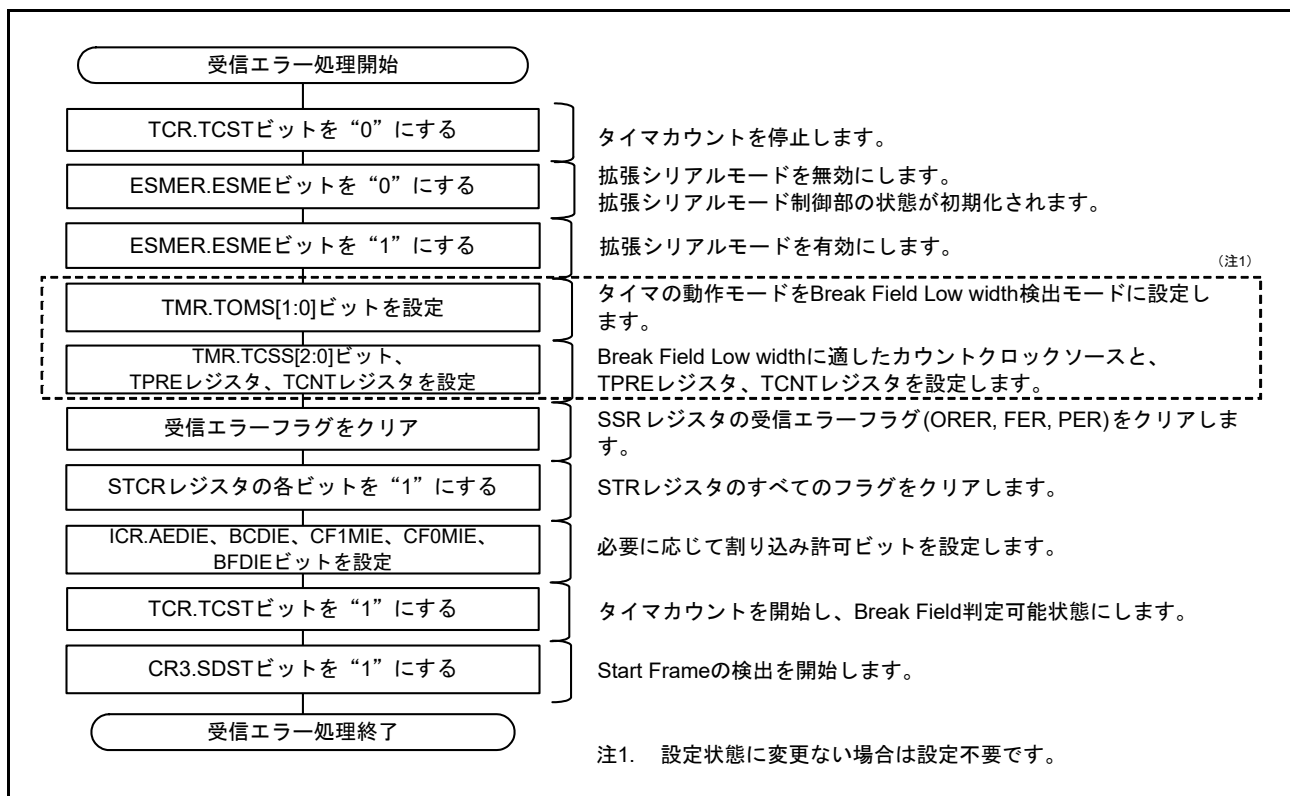 受信エラー処理開始
TCR.TCSTビットを“0”にする
タイマカウントを停止します。
ESMER.ESMEビットを“0”にする
拡張シリアルモードを無効にします。
拡張シリアルモード制御部の状態が初期化されます。
ESMER.ESMEビットを“1”にする
拡張シリアルモードを有効にします。
(注1)
TMR.TOMS[1:0]ビットを設定
タイマの動作モードをBreak Field Low width検出モードに設定し
ます。
TMR.TCSS[2:0]ビット、
TPREレジスタ、TCNTレジスタを設定
Break Field Low widthに適したカウントクロックソースと、
TPREレジスタ、TCNTレジスタを設定します。
受信エラーフラグをクリア
SSRレジスタの受信エラーフラグ(ORER, FER, PER)をクリアしま
す。
STCRレジスタの各ビットを“1”にする
STRレジスタのすべてのフラグをクリアします。
ICR.AEDIE、BCDIE、CF1MIE、CF0MIE、
BFDIEビットを設定
必要に応じて割り込み許可ビットを設定します。
TCR.TCSTビットを“1”にする
タイマカウントを開始し、Break Field判定可能状態にします。
CR3.SDSTビットを“1”にする
Start Frameの検出を開始します。
受信エラー処理終了
注1. 設定状態に変更ない場合は設定不要です。